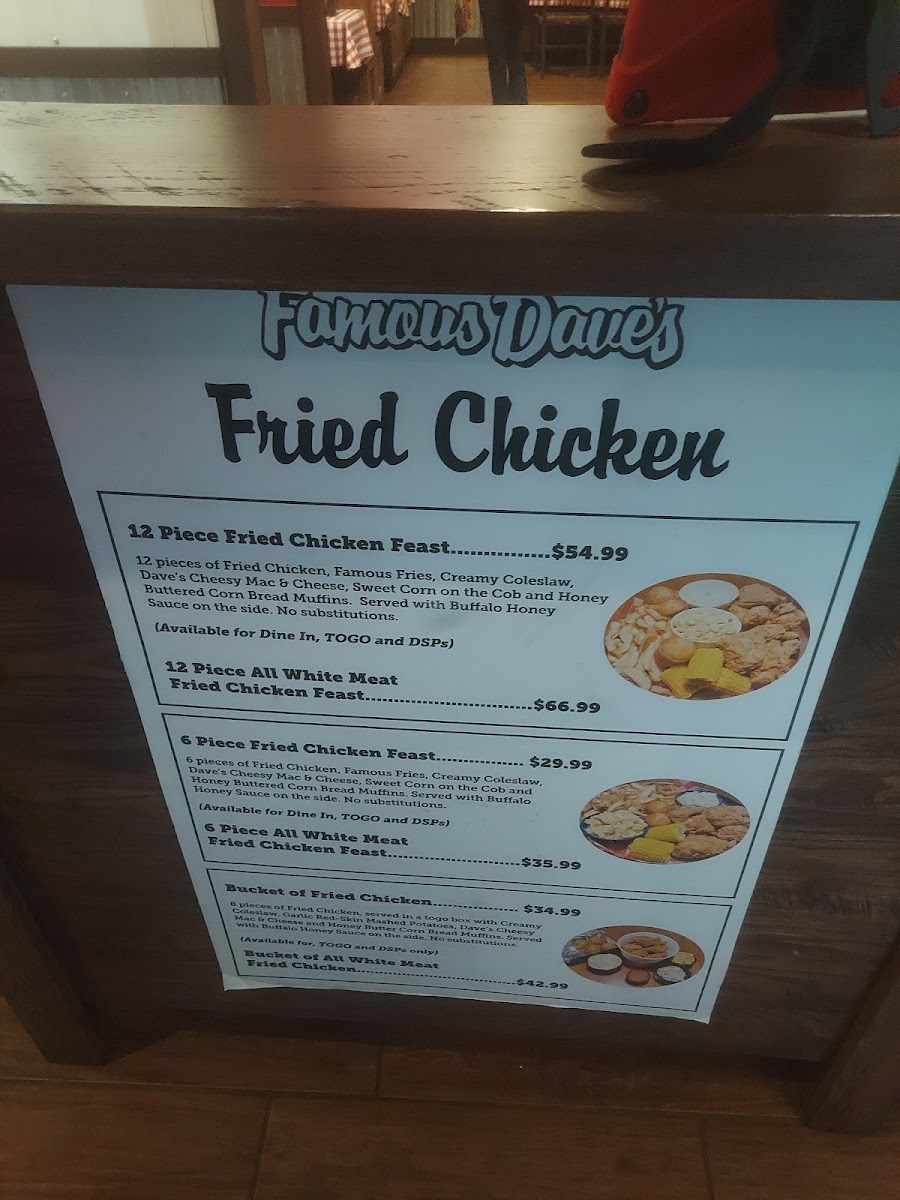 Famous Dave's
Fried Chicken
12 Piece Fried Chicken Feast...............$54.99
12 pieces of Fried Chicken, Famous Fries, Creamy Coleslaw,
Dave's Cheesy Mac & Cheese, Sweet Corn on the Cob and Honey
Buttered Corn Bread Muffins. Served with Buffalo Honey
Sauce on the side. No substitutions.
(Available for Dine In, TOGO and DSPs)
12 Piece All White Meat
Fried Chicken Feast..........................$66.99
6 Piece Fried Chicken Feast................ $29.99
6 pieces of Fried Chicken, Famous Fries, Creamy Coleslaw,
Dave's Cheesy Mac & Cheese, Sweet Corn on the Cob and
Honey Buttered Corn Bread Muffins. Served with Buffalo
Honey Sauce on the side. No substitutions.
(Available for Dine In, TOGO and DSPs)
6 Piece All White Meat
Fried Chicken Feast.......................$35.99
Bucket of Fried Chicken................ $34.99
8 pieces of Fried Chicken, served in a togo box with Creamy
Coleslaw, Garlic Red-Skin Mashed Potatoes, Dave's Cheesy
Mac & Cheese and Honey Butter Corn Bread Muffins. Served
with Buffalo Honey Sauce on the side. No substitutions.
(Available for, TOGO and DSPs only)
Bucket of All White Meat
Fried Chicken............................$42.99